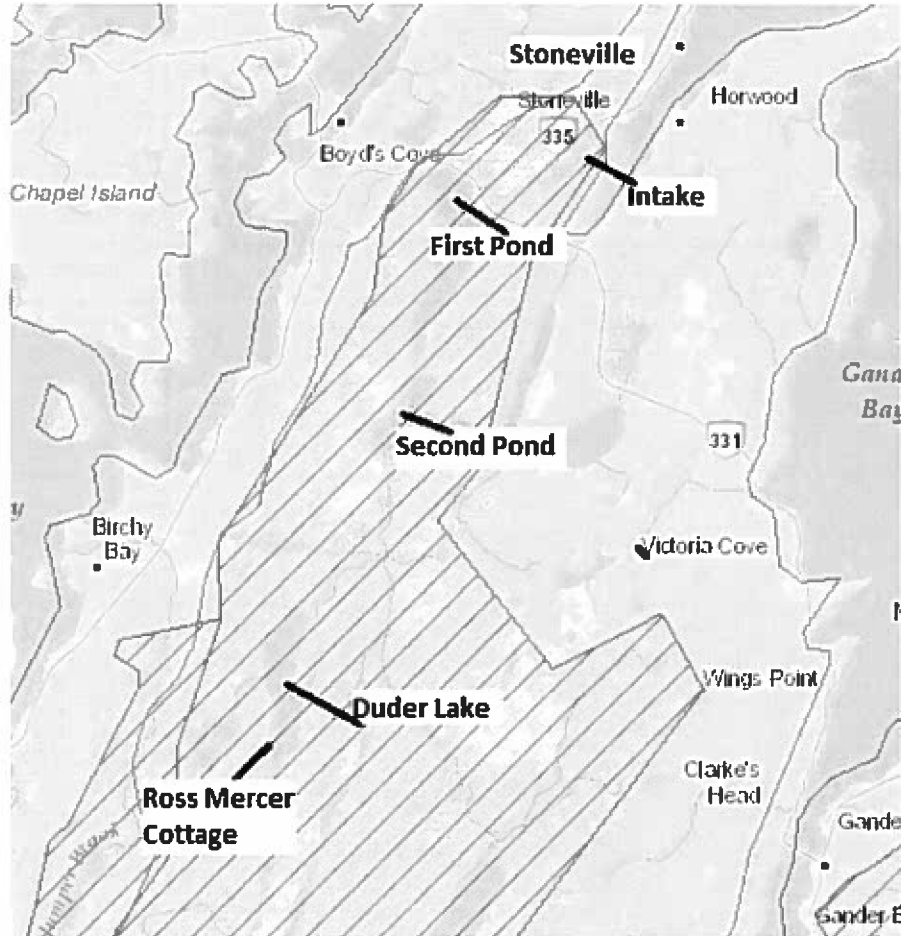 Stoneville
Stoneville
Horwood
335
Boyd's Cove
Chapel Island
Intake
First Pond
Gand
Bay
Second Pond
331
y
Birchy
Bay
Victoria Cove
Wings Point
Duder Lake
Clarke's
Head
Ross Mercer
Cottage
Gande
Gander B